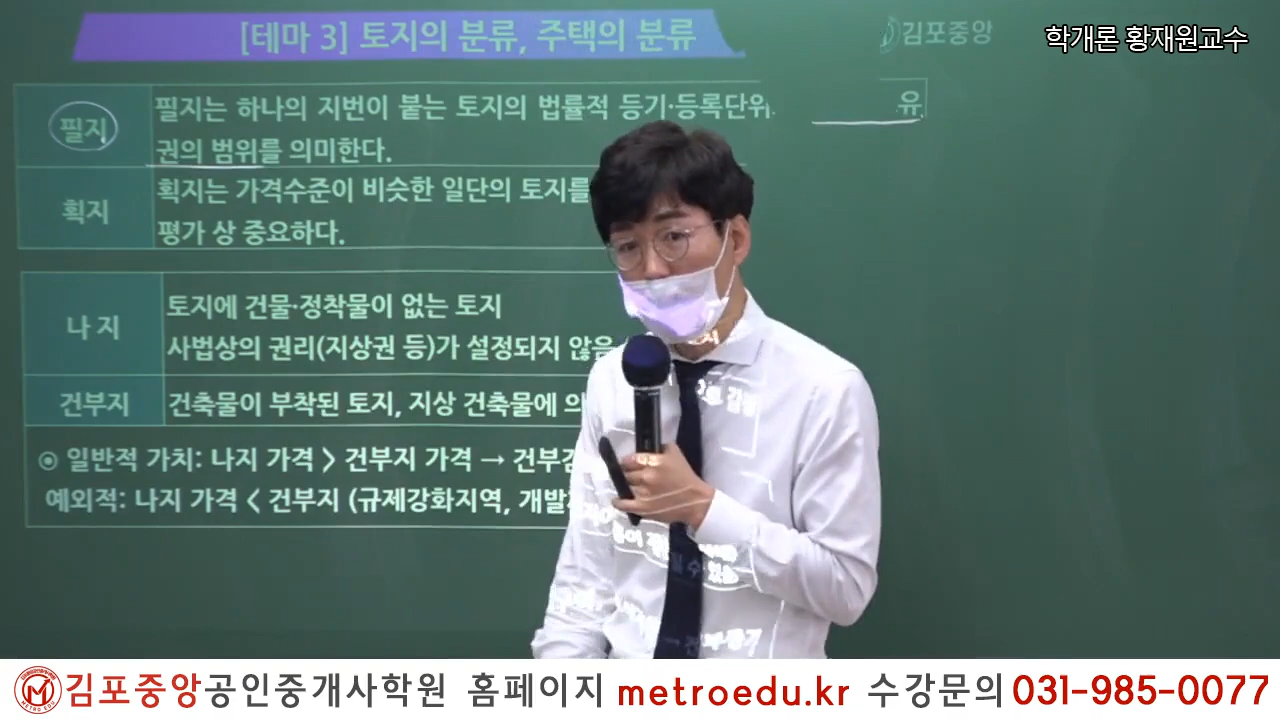 [테마 3] 토지의 분류, 주택의 분류
김포중앙
학개론 황재원교수
필지
필지는 하나의 지번이 붙는 토지의 법률적 등기·등록단위 유
권의 범위를 의미한다.
획지
획지는 가격수준이 비슷한 일단의 토지를
평가 상 중요하다.
나 지
토지에 건물·정착물이 없는 토지
사법상의 권리(지상권 등)가 설정되지 않음
건부지
건축물이 부착된 토지, 지상 건축물에 의
◉ 일반적 가치: 나지 가격 > 건부지 가격 → 건부감
예외적: 나지 가격 < 건부지 (규제강화지역, 개발제
METRO EDU
김포중앙공인중개사학원 홈페이지 metroedu.kr 수강문의 031-985-0077